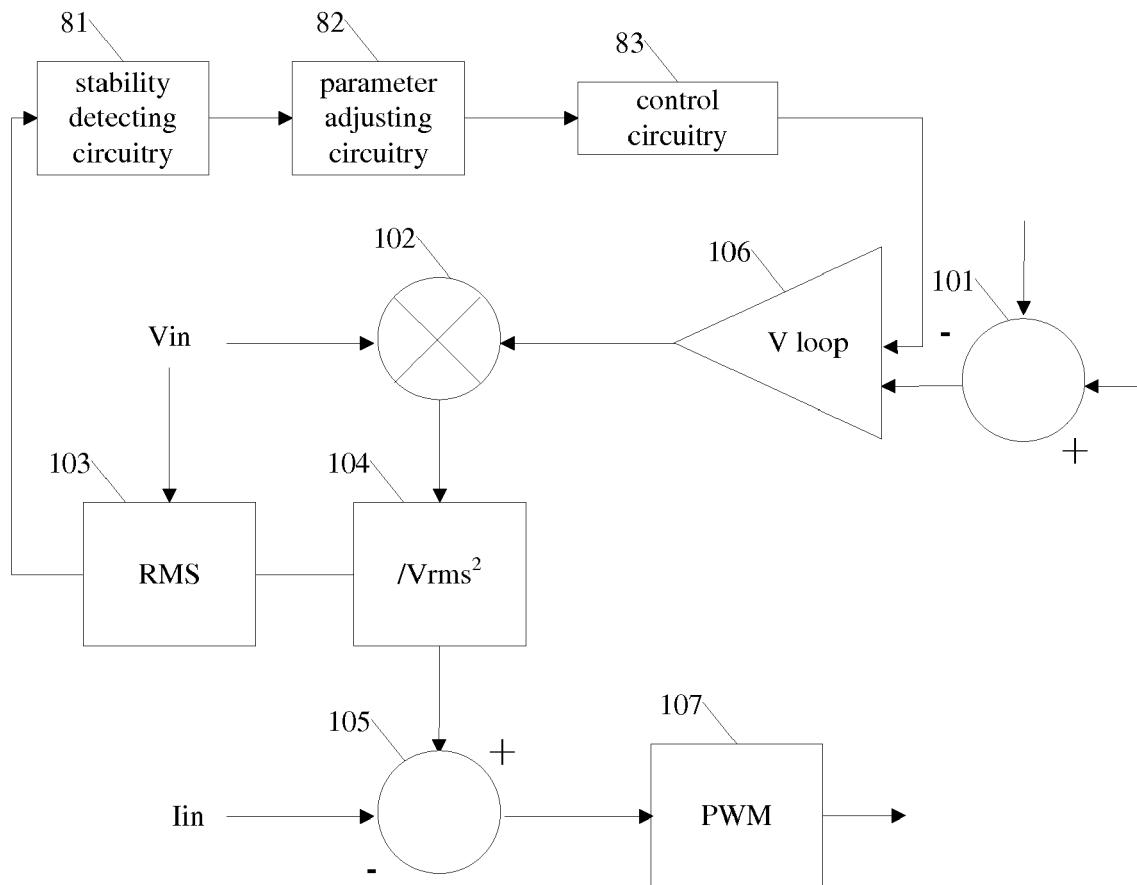 81
82
83
stability
detecting
circuitry
parameter
adjusting
circuitry
control
circuitry
102
106
101
Vin
V loop
-
+
103
104
RMS
/Vrms²
105
107
+
Iin
PWM
-